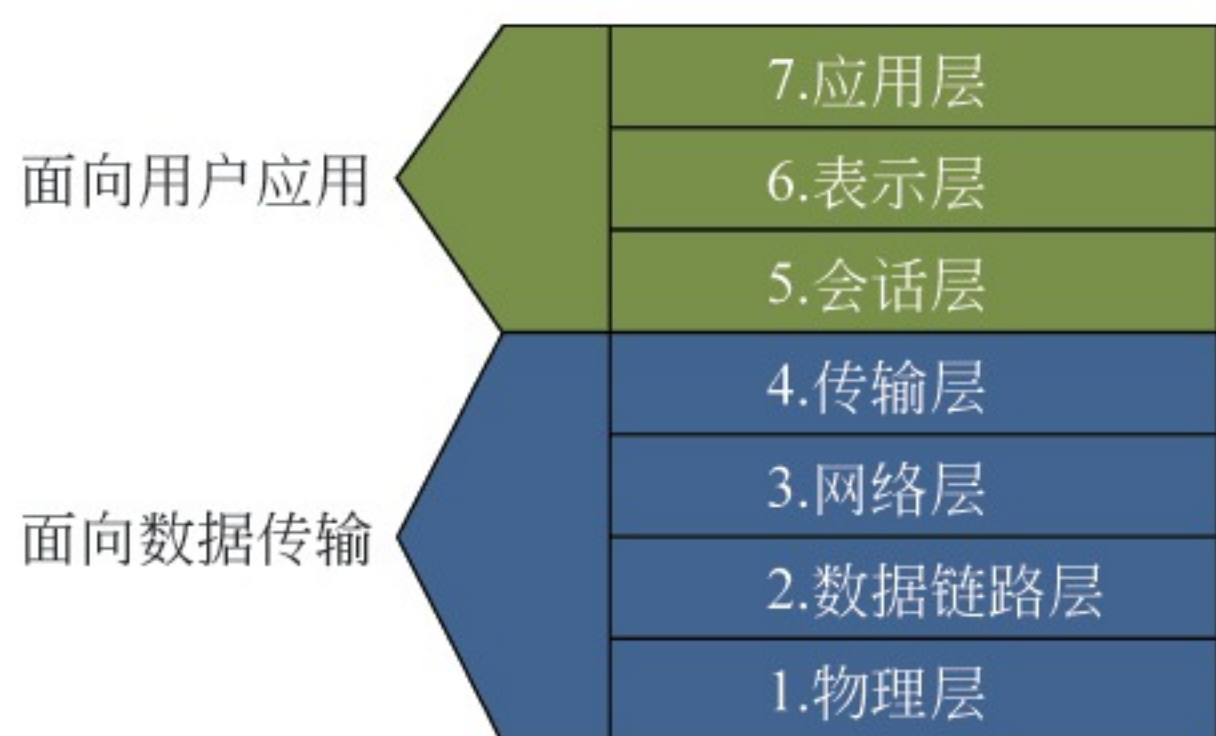 7.应用层
面向用户应用
6.表示层
5.会话层
4.传输层
3.网络层
面向数据传输
2.数据链路层
1.物理层